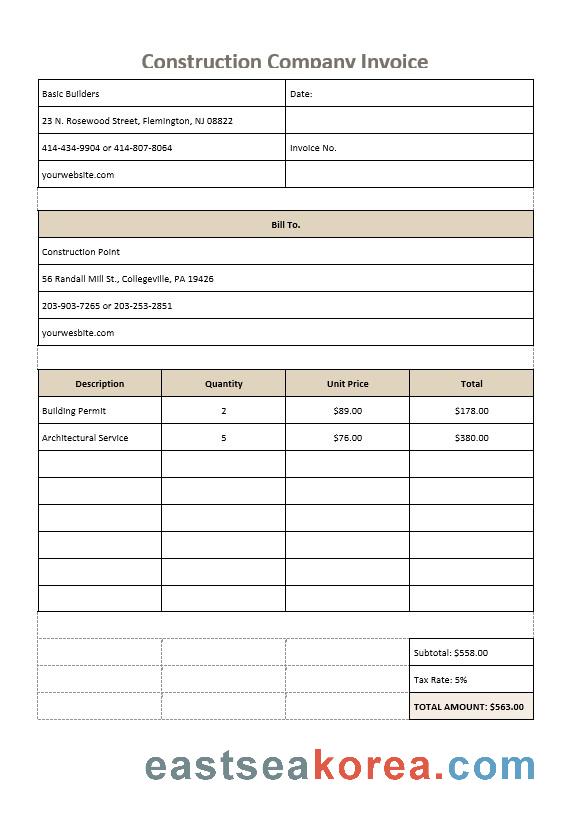 Construction Company Invoice
Basic Builders Date:
23 N. Rosewood Street, Flemington, NJ 08822
414-434-9904 or 414-807-8064 Invoice No.
yourwebsite.com
Bill To.
Construction Point
56 Randall Mill St., Collegeville, PA 19426
203-903-7265 or 203-253-2851
yourwesbite.com
Description Quantity Unit Price Total
Building Permit 2 $89.00 $178.00
Architectural Service 5 $76.00 $380.00
Subtotal: $558.00
Tax Rate: 5%
TOTAL AMOUNT: $563.00
eastseakorea.com